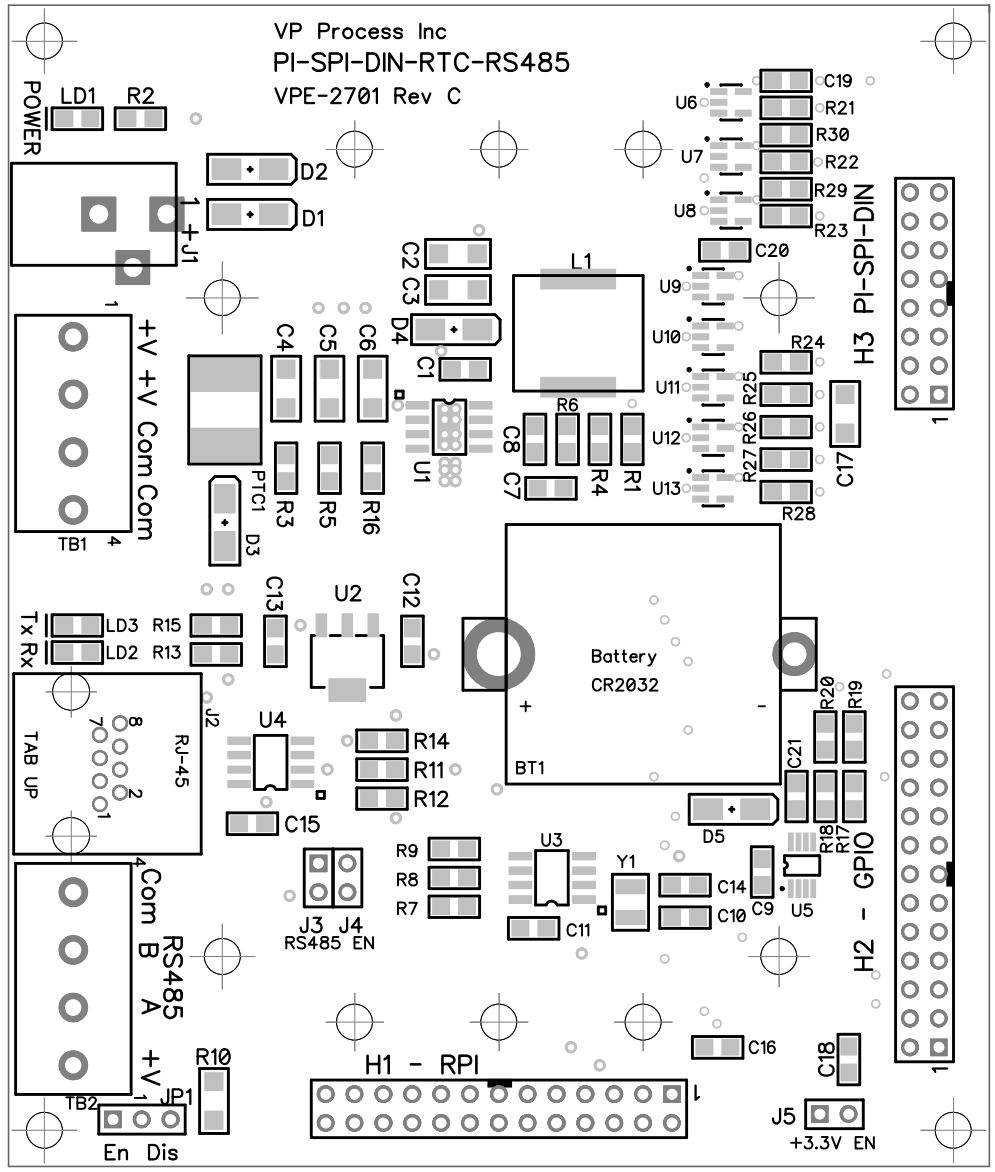 VP Process Inc
PI-SPI-DIN-RTC-RS485
VPE-2701 Rev C
POWER
LD1
R2
D2
D1
1
+
J1
C19
U6
R21
R30
U7
R22
R29
U8
R23
C20
H3 PI-SPI-DIN
1
C2
C3
D4
C1
L1
U9
U10
U11
U12
U13
R24
R25
R26
R27
R28
C17
1
+V +V Com Com
TB1
4
PTC1
D3
C4
C5
C6
R3
R5
R16
U1
C8
R6
R4
R1
C7
Tx
Rx
LD3
LD2
R15
R13
C13
U2
C12
Battery
CR2032
+
-
BT1
J2
RJ-45
TAB UP
7
8
2
1
U4
C15
R14
R11
R12
R20
R19
C21
R18
R17
D5
U5
C9
H2 - GPIO
1
R9
R8
R7
U3
Y1
C14
C10
C11
J3
J4
RS485 EN
4
Com B A +V
RS485
TB2
1
JP1
En Dis
R10
H1 - RPI
1
C16
C18
J5
+3.3V EN